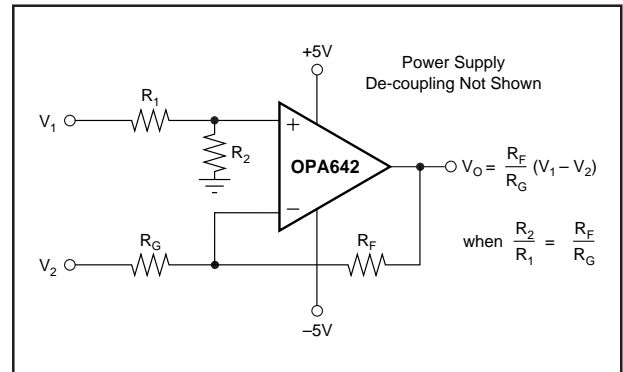 +5V
Power Supply
De-coupling Not Shown
R1
V1
+
R2
OPA642
VO = RF/RG (V1 – V2)
–
RG
RF
when R2/R1 = RF/RG
V2
–5V